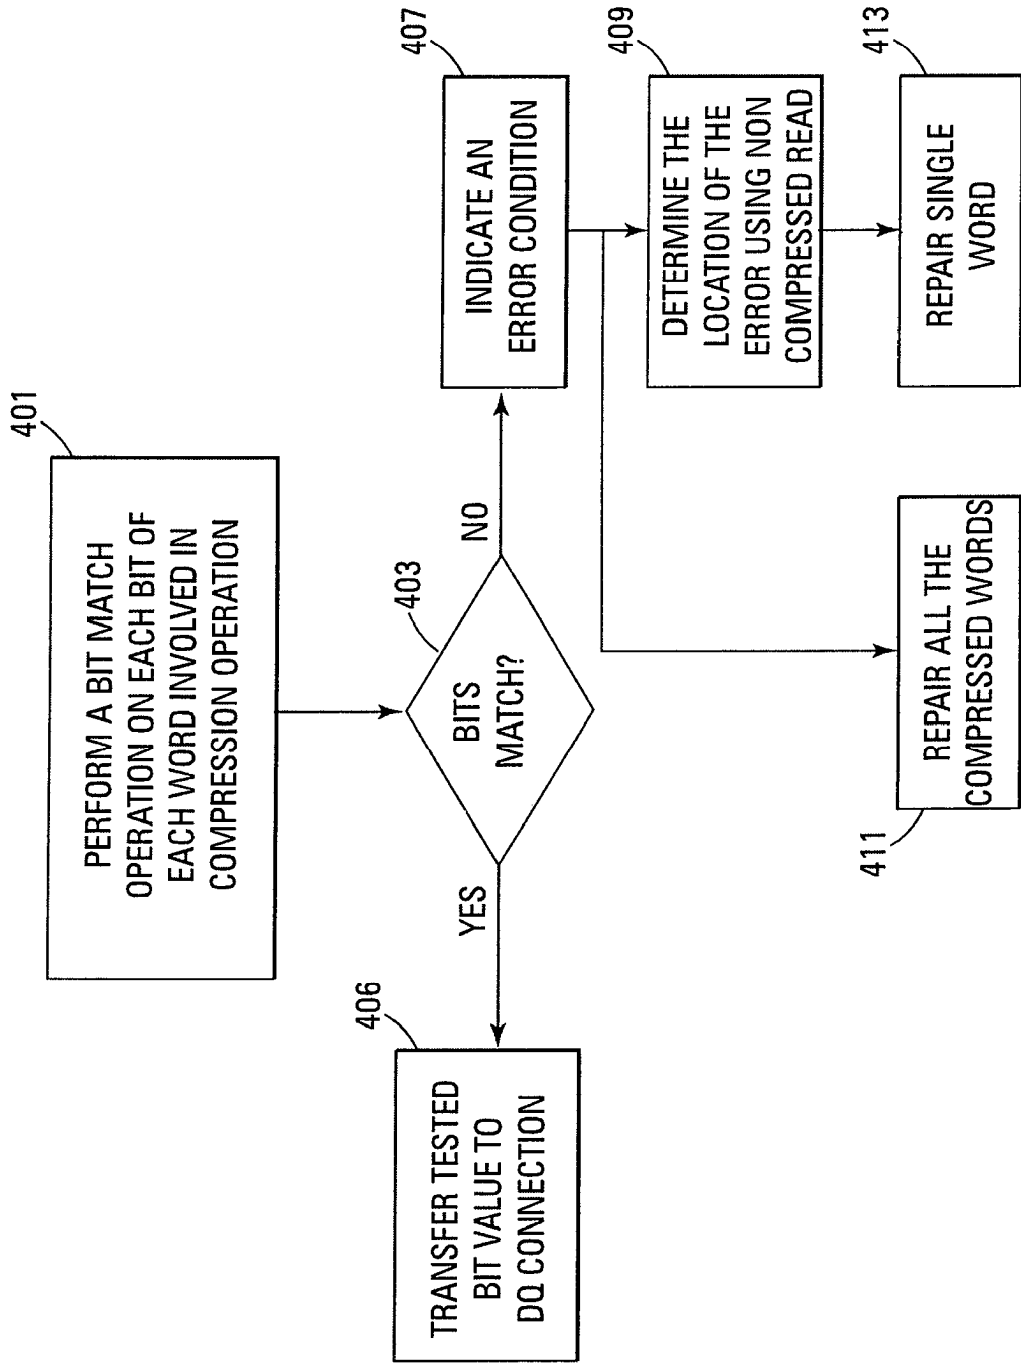 401
PERFORM A BIT MATCH
OPERATION ON EACH BIT OF
EACH WORD INVOLVED IN
COMPRESSION OPERATION
403
BITS
MATCH?
YES
NO
406
TRANSFER TESTED
BIT VALUE TO
DQ CONNECTION
407
INDICATE AN
ERROR CONDITION
409
DETERMINE THE
LOCATION OF THE
ERROR USING NON
COMPRESSED READ
411
REPAIR ALL THE
COMPRESSED WORDS
413
REPAIR SINGLE
WORD